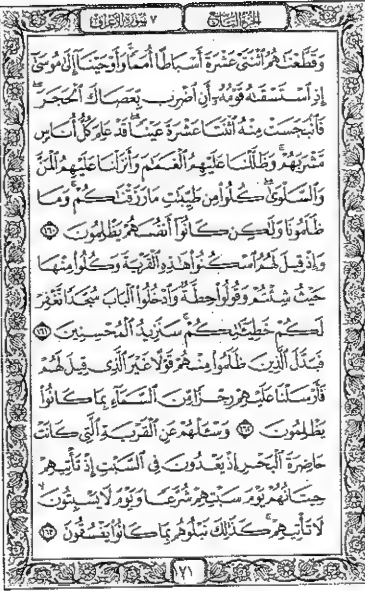 الجزء التاسع ٧ سورة الأعراف
وَقَطَّعْنَٰهُمُ ٱثْنَتَىْ عَشْرَةَ أَسْبَاطًا أُمَمًا ۚ وَأَوْحَيْنَآ إِلَىٰ مُوسَىٰٓ
إِذِ ٱسْتَسْقَىٰهُ قَوْمُهُۥٓ أَنِ ٱضْرِب بِّعَصَاكَ ٱلْحَجَرَ ۖ
فَٱنۢبَجَسَتْ مِنْهُ ٱثْنَتَا عَشْرَةَ عَيْنًا ۖ قَدْ عَلِمَ كُلُّ أُنَاسٍ
مَّشْرَبَهُمْ ۚ وَظَلَّلْنَا عَلَيْهِمُ ٱلْغَمَٰمَ وَأَنزَلْنَا عَلَيْهِمُ ٱلْمَنَّ
وَٱلسَّلْوَىٰ ۖ كُلُوا۟ مِن طَيِّبَٰتِ مَا رَزَقْنَٰكُمْ ۚ وَمَا
ظَلَمُونَا وَلَٰكِن كَانُوٓا۟ أَنفُسَهُمْ يَظْلِمُونَ ١٦٠
وَإِذْ قِيلَ لَهُمُ ٱسْكُنُوا۟ هَٰذِهِ ٱلْقَرْيَةَ وَكُلُوا۟ مِنْهَا
حَيْثُ شِئْتُمْ وَقُولُوا۟ حِطَّةٌ وَٱدْخُلُوا۟ ٱلْبَابَ سُجَّدًا نَّغْفِرْ
لَكُمْ خَطِيٓـَٰٔتِكُمْ ۚ سَنَزِيدُ ٱلْمُحْسِنِينَ ١٦١
فَبَدَّلَ ٱلَّذِينَ ظَلَمُوا۟ مِنْهُمْ قَوْلًا غَيْرَ ٱلَّذِى قِيلَ لَهُمْ
فَأَرْسَلْنَا عَلَيْهِمْ رِجْزًا مِّنَ ٱلسَّمَآءِ بِمَا كَانُوا۟
يَظْلِمُونَ ١٦٢ وَسْـَٔلْهُمْ عَنِ ٱلْقَرْيَةِ ٱلَّتِى كَانَتْ
حَاضِرَةَ ٱلْبَحْرِ إِذْ يَعْدُونَ فِى ٱلسَّبْتِ إِذْ تَأْتِيهِمْ
حِيتَانُهُمْ يَوْمَ سَبْتِهِمْ شُرَّعًا وَيَوْمَ لَا يَسْبِتُونَ ۙ
لَا تَأْتِيهِمْ ۚ كَذَٰلِكَ نَبْلُوهُم بِمَا كَانُوا۟ يَفْسُقُونَ ١٦٣
١٧١